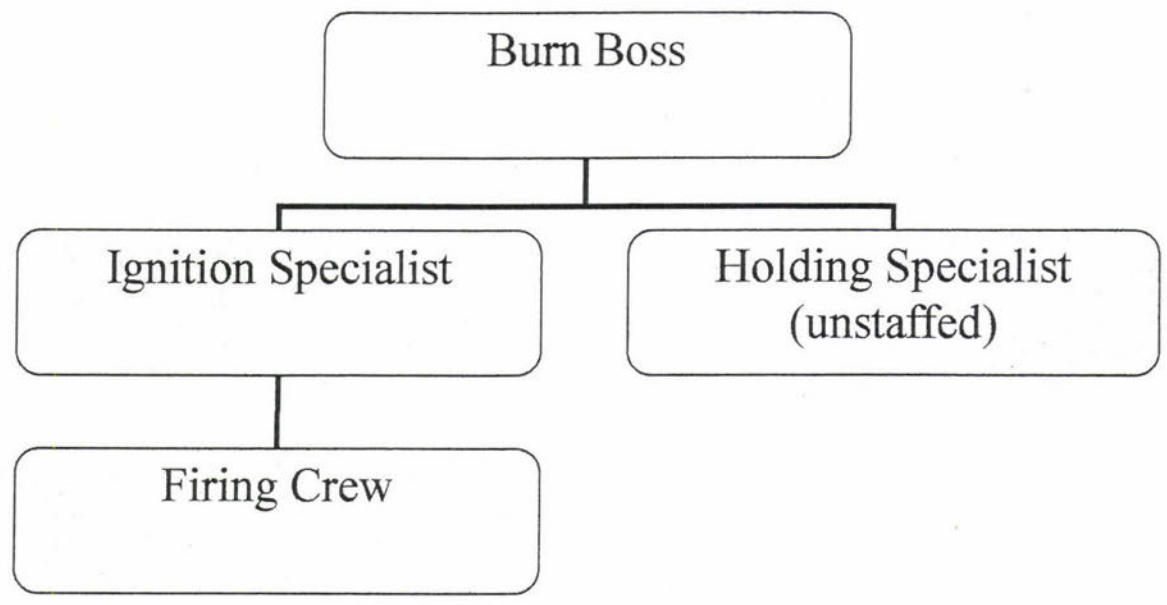 Burn Boss
Ignition Specialist
Holding Specialist
(unstaffed)
Firing Crew